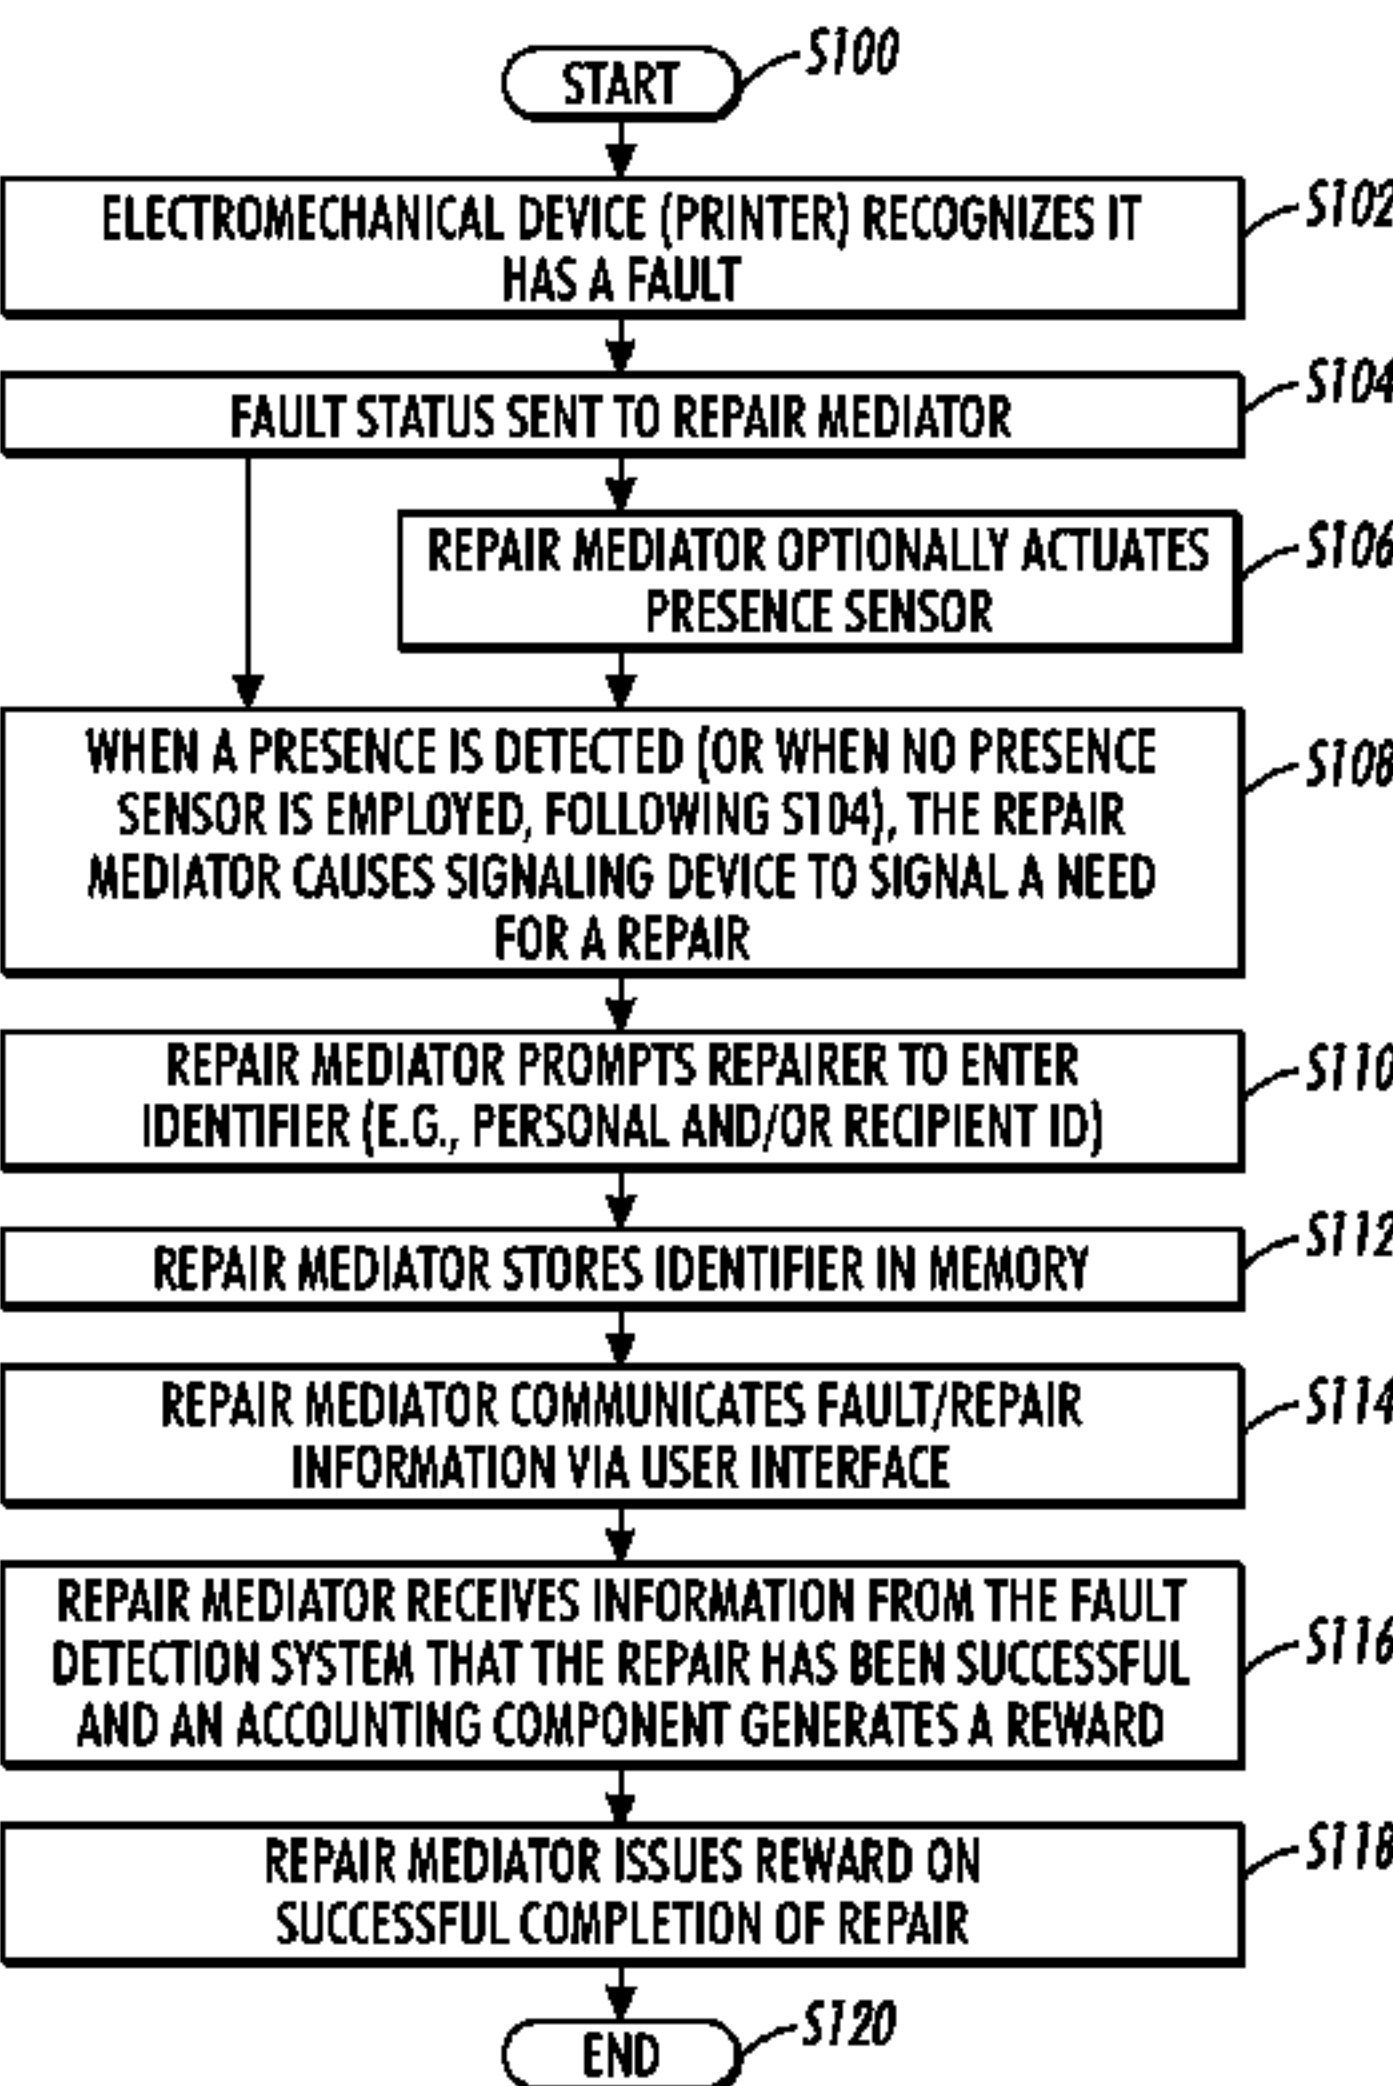 START
S100
ELECTROMECHANICAL DEVICE (PRINTER) RECOGNIZES IT
HAS A FAULT
S102
FAULT STATUS SENT TO REPAIR MEDIATOR
S104
REPAIR MEDIATOR OPTIONALLY ACTUATES
PRESENCE SENSOR
S106
WHEN A PRESENCE IS DETECTED (OR WHEN NO PRESENCE
SENSOR IS EMPLOYED, FOLLOWING S104), THE REPAIR
MEDIATOR CAUSES SIGNALING DEVICE TO SIGNAL A NEED
FOR A REPAIR
S108
REPAIR MEDIATOR PROMPTS REPAIRER TO ENTER
IDENTIFIER (E.G., PERSONAL AND/OR RECIPIENT ID)
S110
REPAIR MEDIATOR STORES IDENTIFIER IN MEMORY
S112
REPAIR MEDIATOR COMMUNICATES FAULT/REPAIR
INFORMATION VIA USER INTERFACE
S114
REPAIR MEDIATOR RECEIVES INFORMATION FROM THE FAULT
DETECTION SYSTEM THAT THE REPAIR HAS BEEN SUCCESSFUL
AND AN ACCOUNTING COMPONENT GENERATES A REWARD
S116
REPAIR MEDIATOR ISSUES REWARD ON
SUCCESSFUL COMPLETION OF REPAIR
S118
END
S120